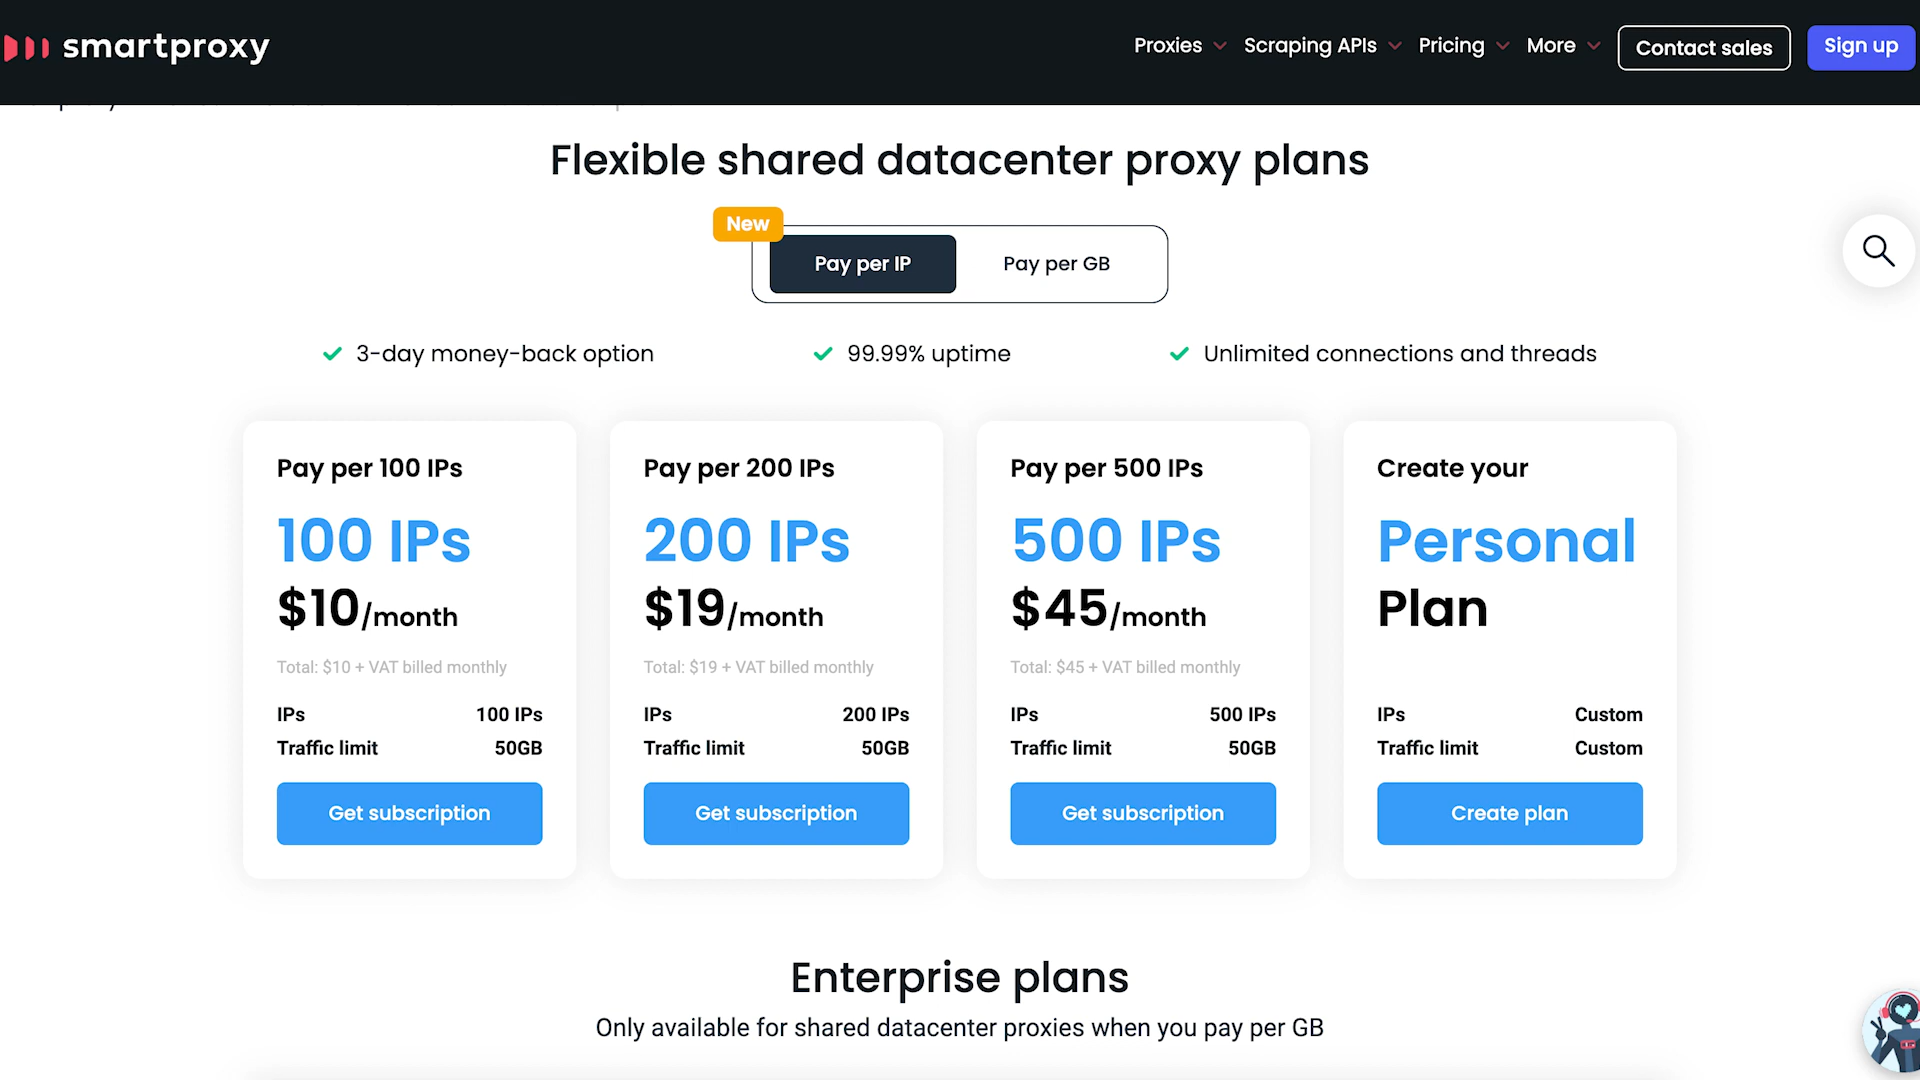 smartproxy
Proxies Scraping APIs Pricing More Contact sales Sign up
Flexible shared datacenter proxy plans
New
Pay per IP Pay per GB
3-day money-back option 99.99% uptime Unlimited connections and threads
Pay per 100 IPs
100 IPs
$10/month
Total: $10 + VAT billed monthly
IPs 100 IPs
Traffic limit 50GB
Get subscription
Pay per 200 IPs
200 IPs
$19/month
Total: $19 + VAT billed monthly
IPs 200 IPs
Traffic limit 50GB
Get subscription
Pay per 500 IPs
500 IPs
$45/month
Total: $45 + VAT billed monthly
IPs 500 IPs
Traffic limit 50GB
Get subscription
Create your
Personal
Plan
IPs Custom
Traffic limit Custom
Create plan
Enterprise plans
Only available for shared datacenter proxies when you pay per GB